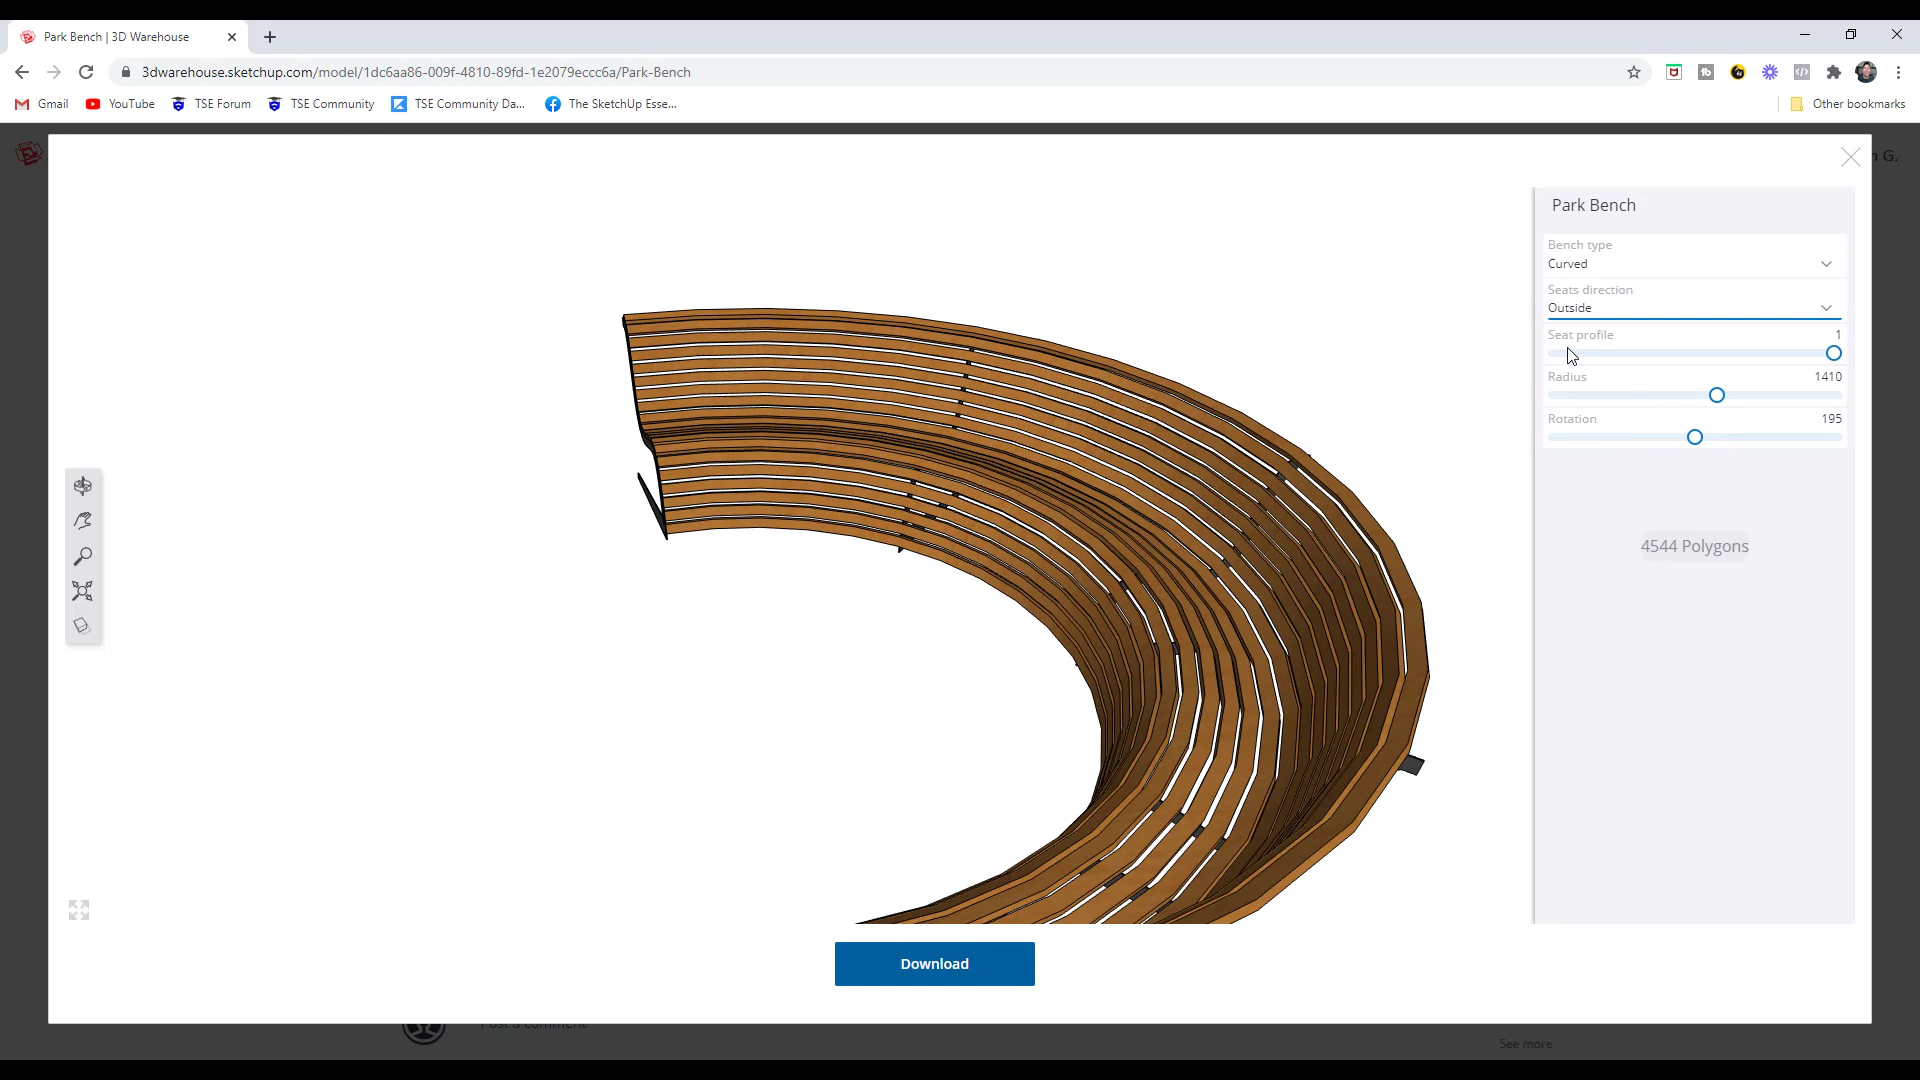 Park Bench | 3D Warehouse
3dwarehouse.sketchup.com/model/1dc6aa86-009f-4810-89fd-1e2079eccc6a/Park-Bench
Gmail
YouTube
TSE Forum
TSE Community
TSE Community Da...
The SketchUp Esse...
Other bookmarks
G.
Park Bench
Bench type
Curved
Seats direction
Outside
Seat profile 1
Radius 1410
Rotation 195
4544 Polygons
Download
Post a comment
See more